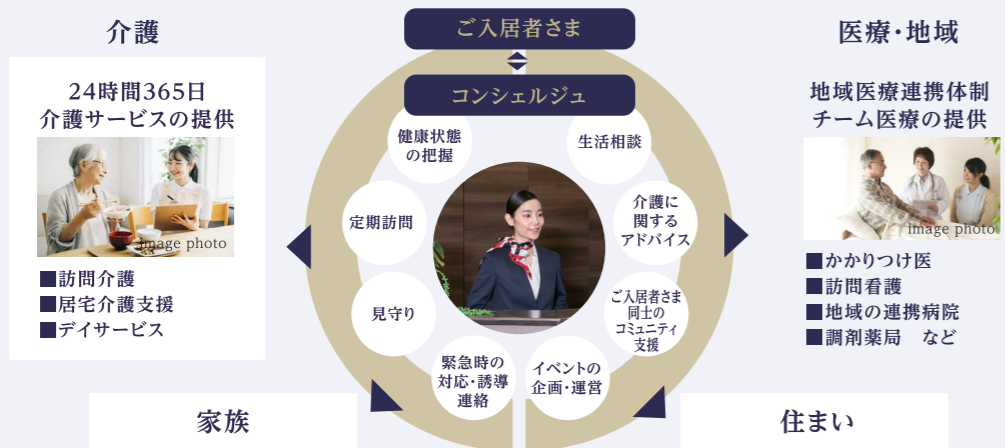 介護
24時間365日
介護サービスの提供
image photo
■訪問介護
■居宅介護支援
■デイサービス
ご入居者さま
コンシェルジュ
健康状態
の把握
生活相談
定期訪問
介護に
関する
アドバイス
見守り
ご入居者さま
同士の
コミュニティ
支援
緊急時の
対応・誘導
連絡
イベントの
企画・運営
医療・地域
地域医療連携体制
チーム医療の提供
image photo
■かかりつけ医
■訪問看護
■地域の連携病院
■調剤薬局　など
家族
住まい